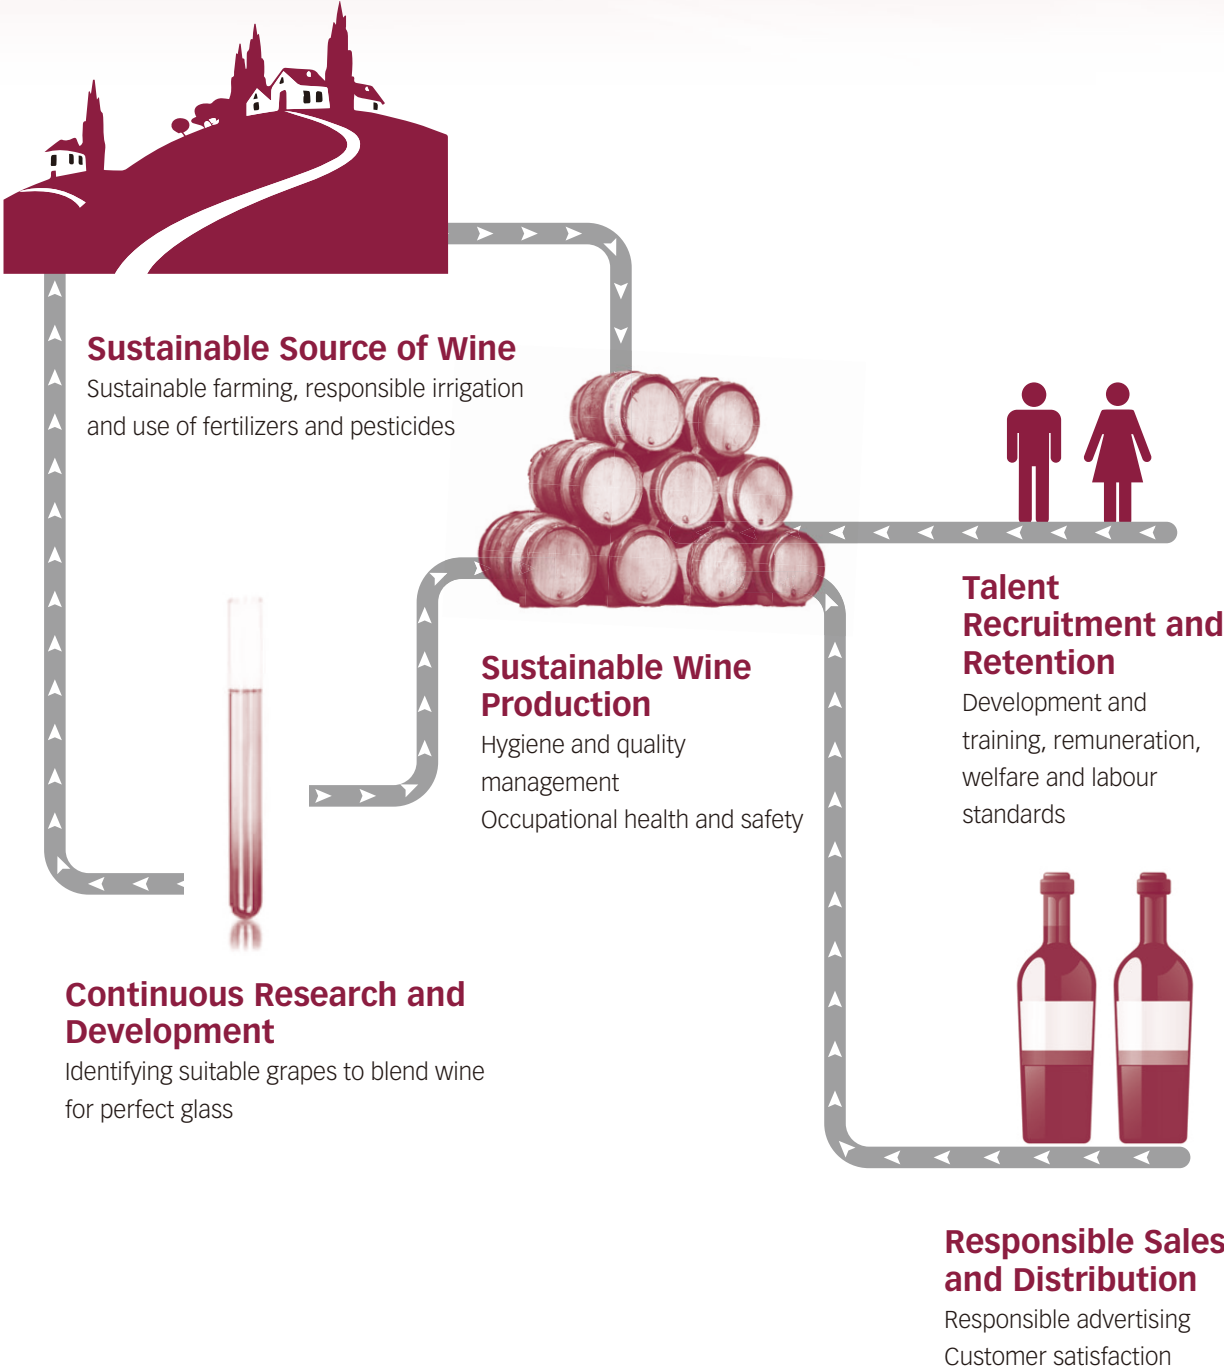 Sustainable Source of Wine
Sustainable farming, responsible irrigation
and use of fertilizers and pesticides
Sustainable Wine
Production
Hygiene and quality
management
Occupational health and safety
Talent
Recruitment and
Retention
Development and
training, remuneration,
welfare and labour
standards
Continuous Research and
Development
Identifying suitable grapes to blend wine
for perfect glass
Responsible Sales
and Distribution
Responsible advertising
Customer satisfaction